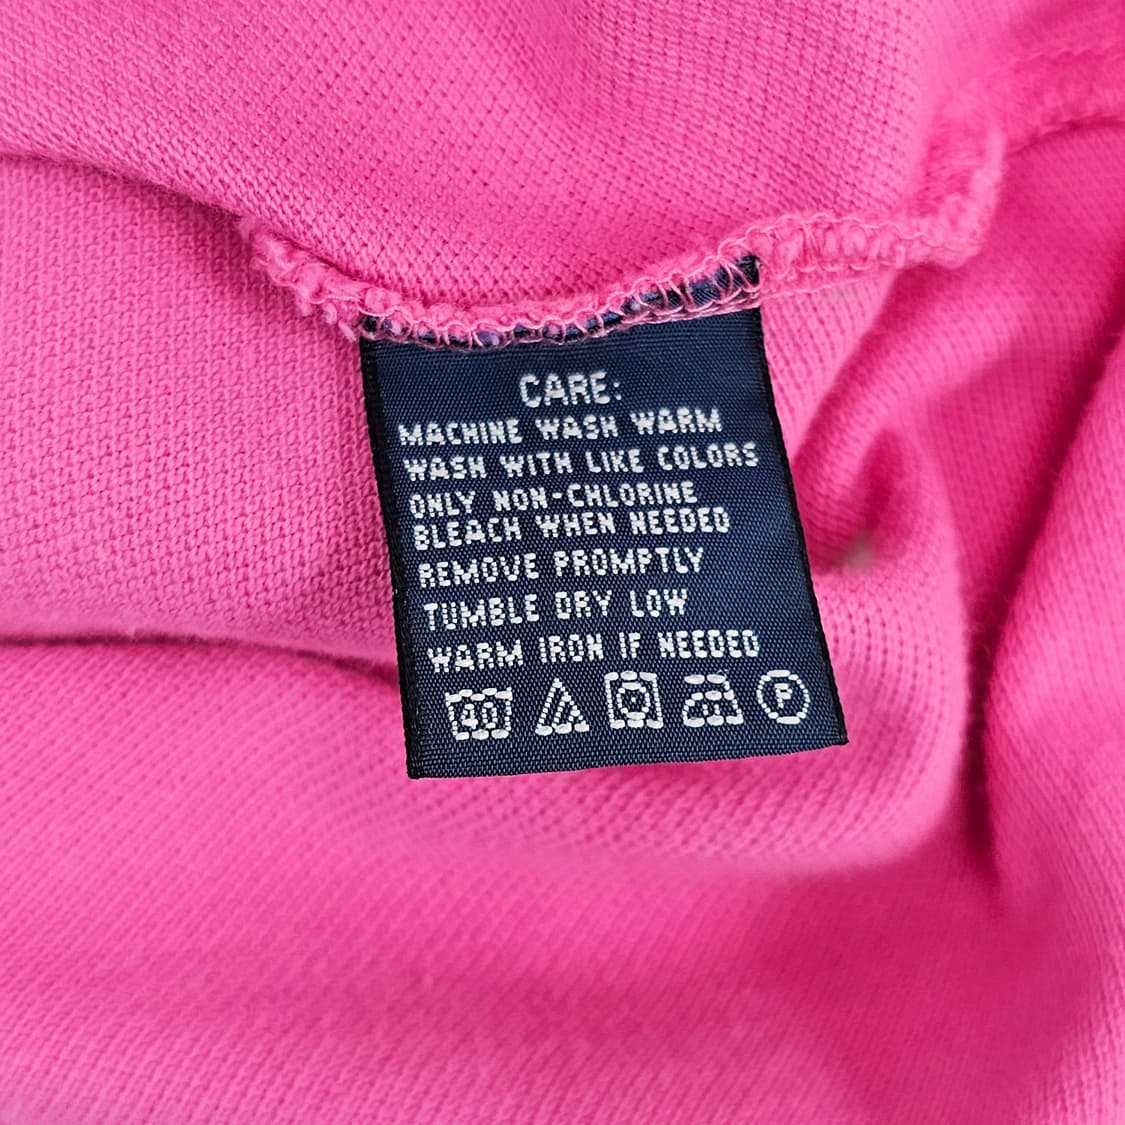 CARE:
MACHINE WASH WARM
WASH WITH LIKE COLORS
ONLY NON-CHLORINE
BLEACH WHEN NEEDED
REMOVE PROMPTLY
TUMBLE DRY LOW
WARM IRON IF NEEDED
40 P